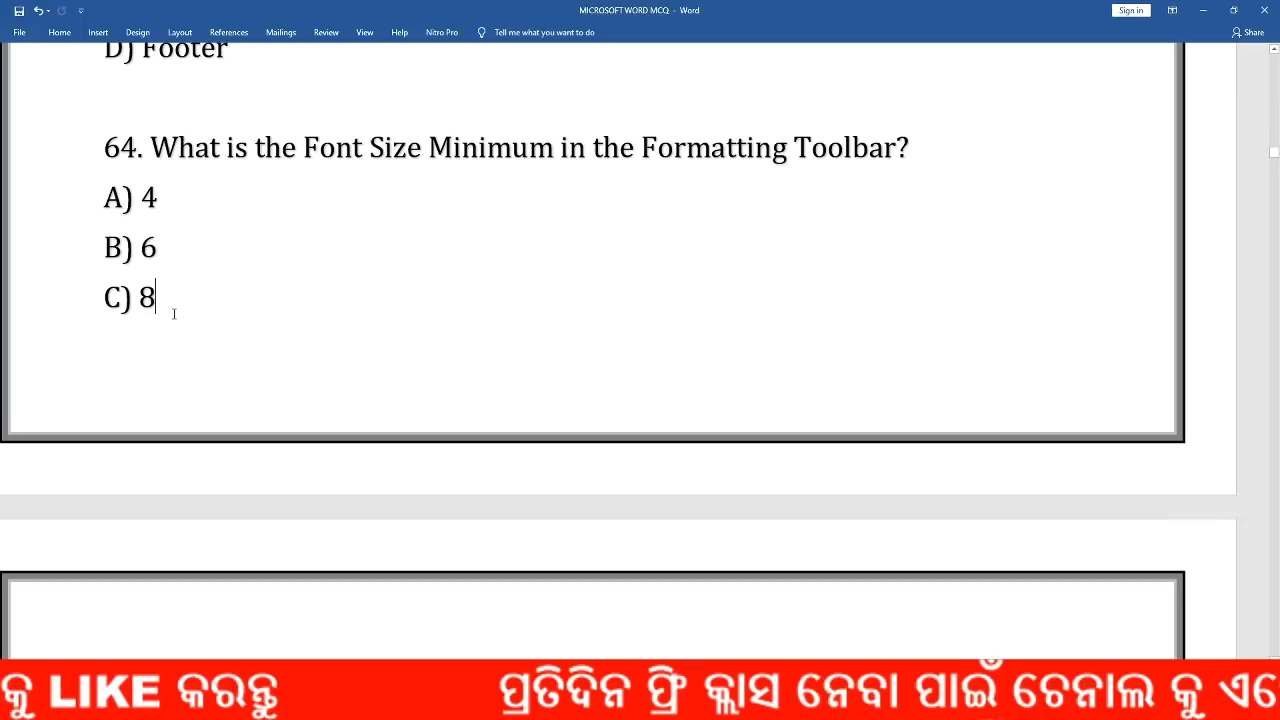 MICROSOFT WORD MCQ - Word
Sign in
File Home Insert Design Layout References Mailings Review View Help Nitro Pro Tell me what you want to do Share
D) Footer
64. What is the Font Size Minimum in the Formatting Toolbar?
A) 4
B) 6
C) 8
କୁ LIKE କରନ୍ତୁ ପ୍ରତିଦିନ ଫ୍ରି କ୍ଲାସ ନେବା ପାଇଁ ଚେନାଲ କୁ